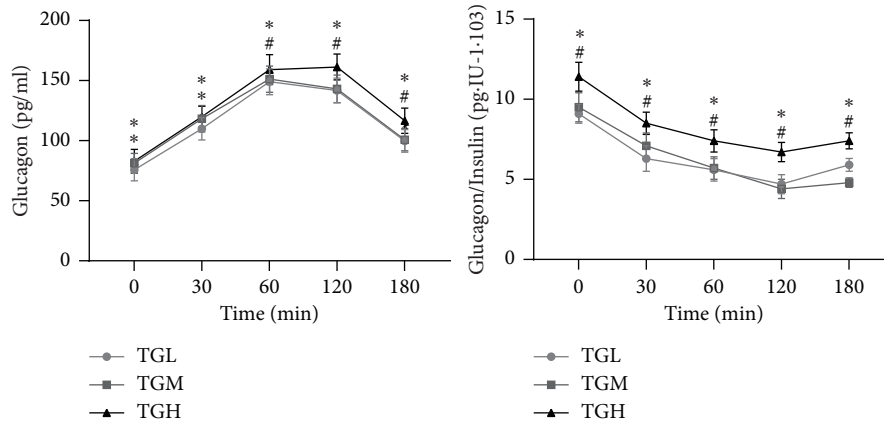 200
150
100
50
0
Glucagon (pg/ml)
* * * * *
* * # # #
0 30 60 120 180
Time (min)
TGL
TGM
TGH
15
10
5
0
Glucagon/Insulin (pg·IU-1·103)
* * * * *
# # # # #
0 30 60 120 180
Time (min)
TGL
TGM
TGH